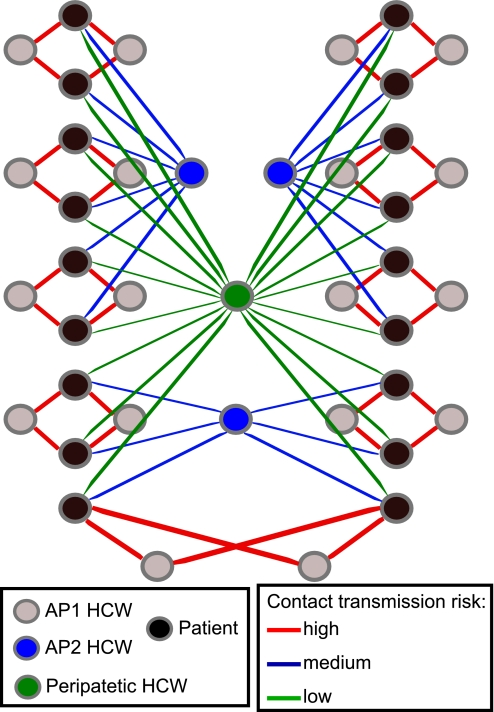 AP1 HCW
Patient
AP2 HCW
Peripatetic HCW
Contact transmission risk:
high
medium
low